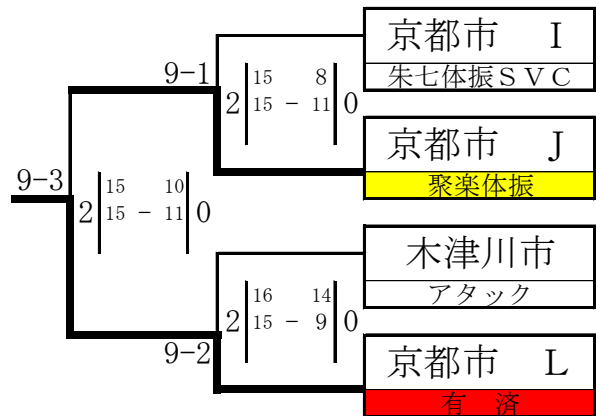 京都市 I
朱七体振SVC
9-1
15 8
2 15 - 11 0
京都市 J
聚楽体振
9-3
15 10
2 15 - 11 0
木津川市
アタック
16 14
2 15 - 9 0
9-2
京都市 L
有 済